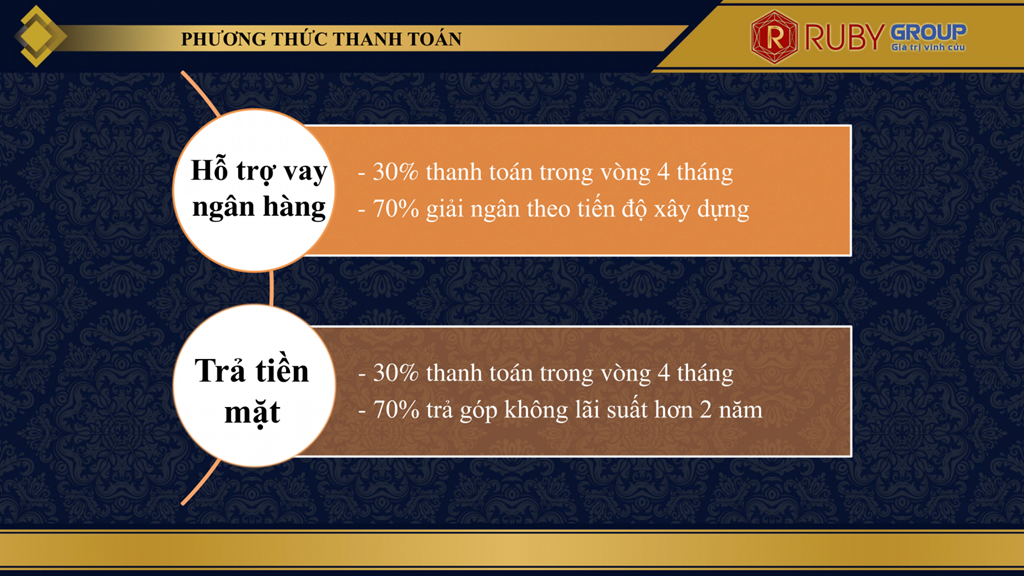 PHƯƠNG THỨC THANH TOÁN
R RUBY GROUP
Giá trị vĩnh cửu
Hỗ trợ vay
ngân hàng
- 30% thanh toán trong vòng 4 tháng
- 70% giải ngân theo tiến độ xây dựng
Trả tiền
mặt
- 30% thanh toán trong vòng 4 tháng
- 70% trả góp không lãi suất hơn 2 năm